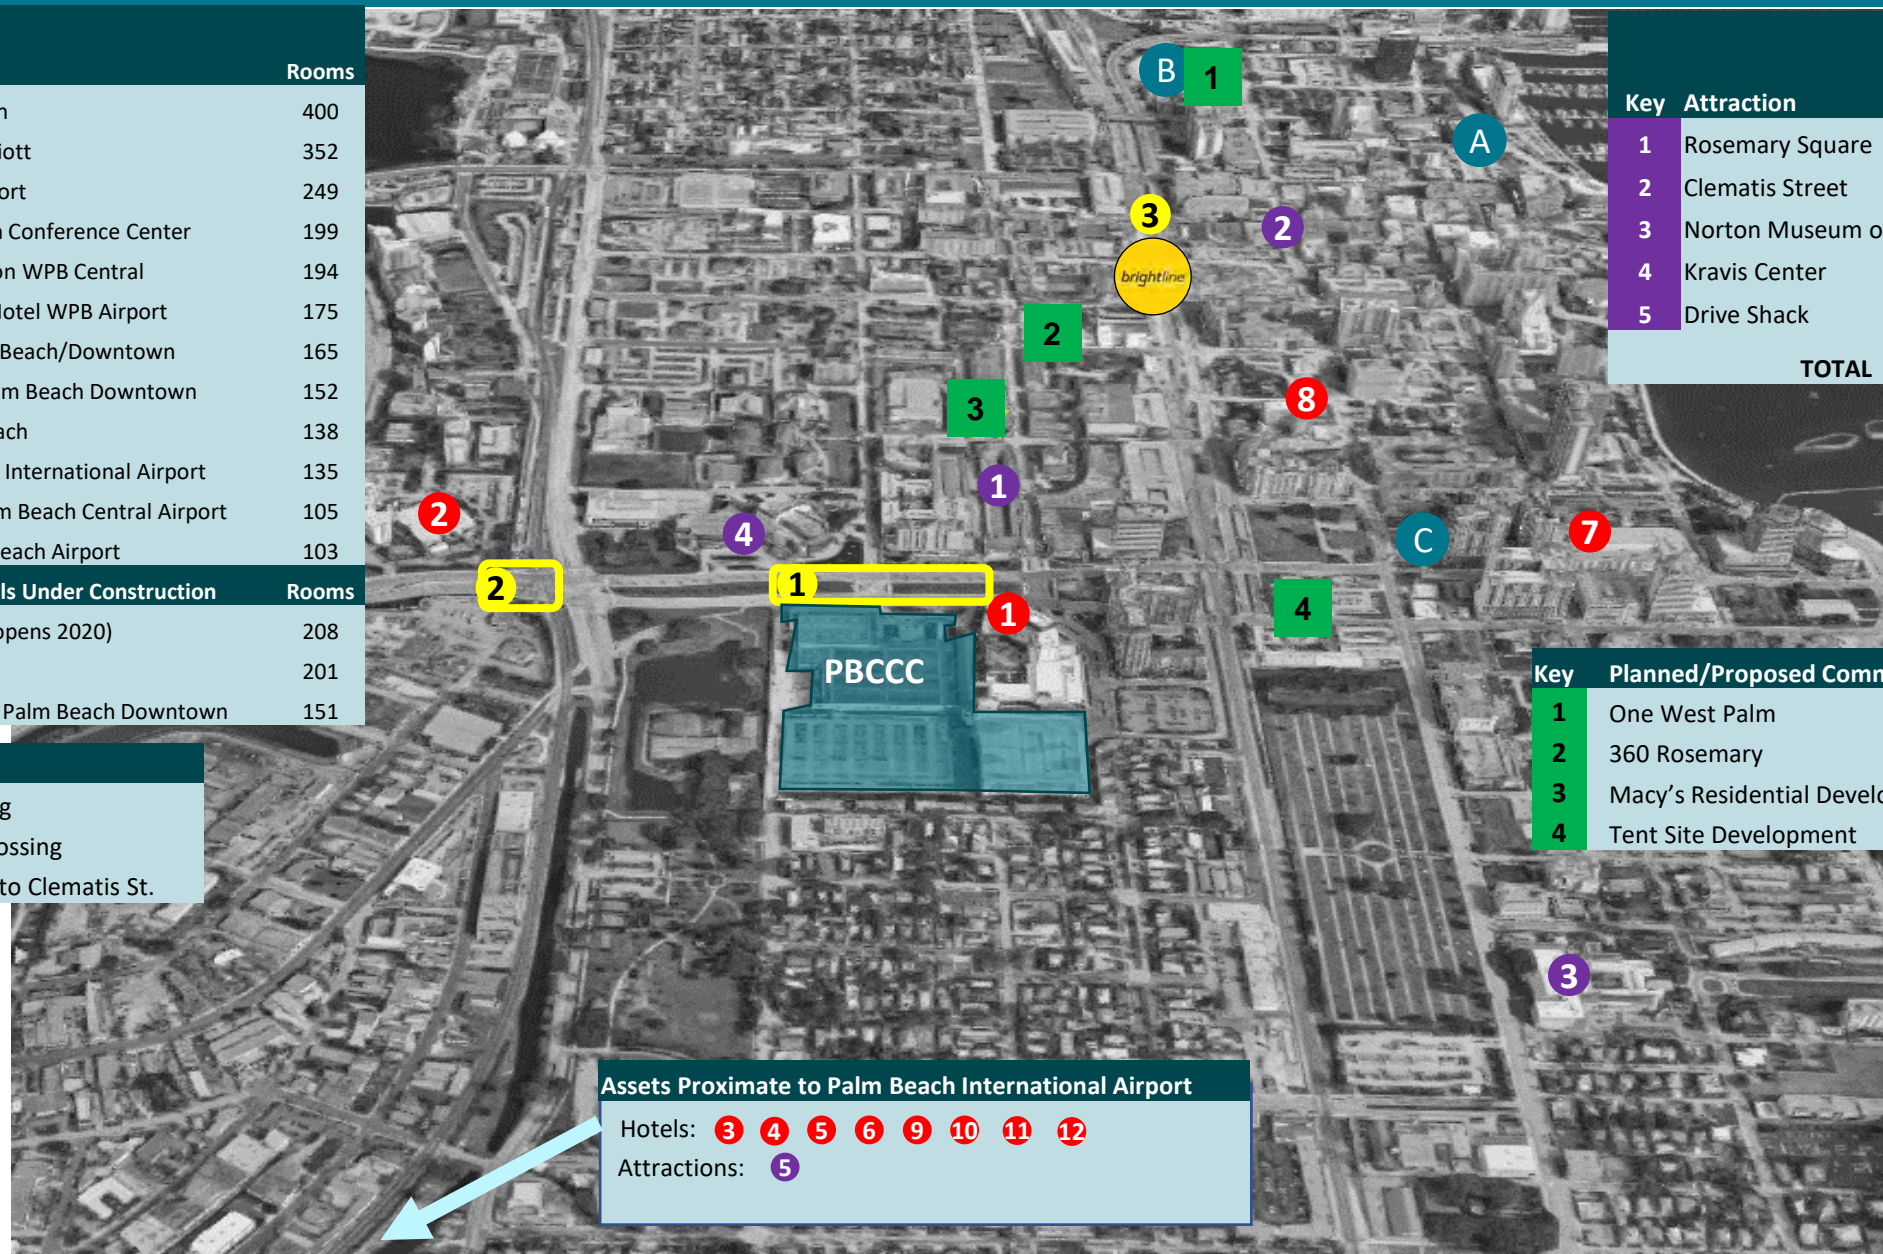 Rooms
400
iott 352
ort 249
Conference Center 199
on WPB Central 194
Hotel WPB Airport 175
Beach/Downtown 165
m Beach Downtown 152
ach 138
International Airport 135
m Beach Central Airport 105
each Airport 103
ls Under Construction Rooms
opens 2020) 208
201
Palm Beach Downtown 151
g
ossing
to Clematis St.
B
1
A
3
2
brightline
2
3
8
1
2
4
C
7
2
1
1
4
PBCCC
3
Key Attraction
1 Rosemary Square
2 Clematis Street
3 Norton Museum o
4 Kravis Center
5 Drive Shack
TOTAL
Key Planned/Proposed Comm
1 One West Palm
2 360 Rosemary
3 Macy's Residential Develo
4 Tent Site Development
Assets Proximate to Palm Beach International Airport
Hotels: 3 4 5 6 9 10 11 12
Attractions: 5